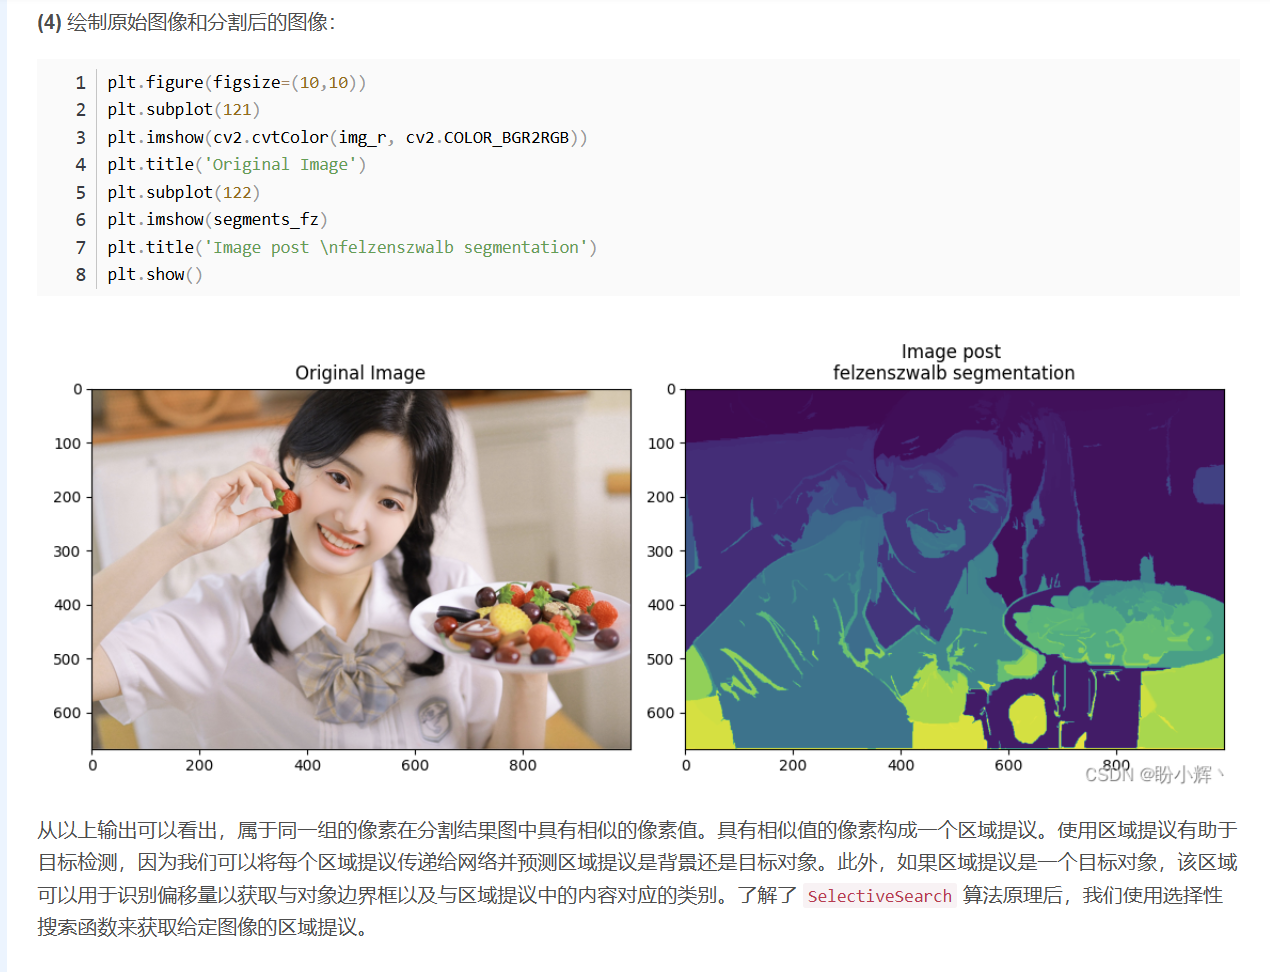 (4) 绘制原始图像和分割后的图像：
1 plt.figure(figsize=(10,10))
2 plt.subplot(121)
3 plt.imshow(cv2.cvtColor(img_r, cv2.COLOR_BGR2RGB))
4 plt.title('Original Image')
5 plt.subplot(122)
6 plt.imshow(segments_fz)
7 plt.title('Image post \nfelzenszwalb segmentation')
8 plt.show()
Original Image
0
100
200
300
400
500
600
0 200 400 600 800
Image post
felzenszwalb segmentation
0
100
200
300
400
500
600
0 200 400 600 800
CSDN @盼小辉丶
从以上输出可以看出，属于同一组的像素在分割结果图中具有相似的像素值。具有相似值的像素构成一个区域提议。使用区域提议有助于
目标检测，因为我们可以将每个区域提议传递给网络并预测区域提议是背景还是目标对象。此外，如果区域提议是一个目标对象，该区域
可以用于识别偏移量以获取与对象边界框以及与区域提议中的内容对应的类别。了解了 SelectiveSearch 算法原理后，我们使用选择性
搜索函数来获取给定图像的区域提议。